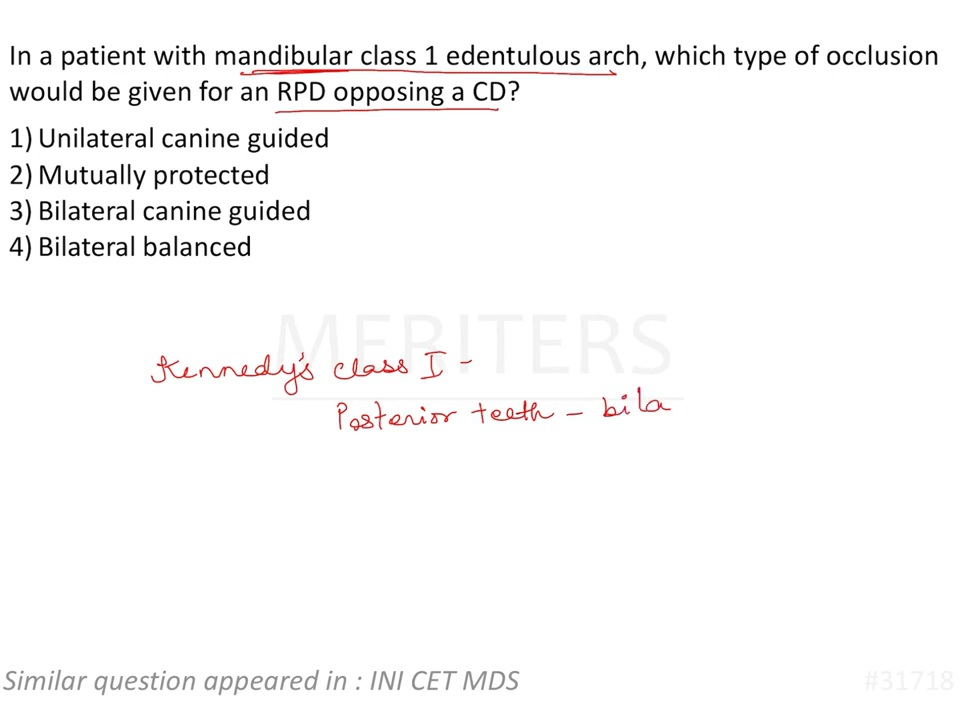 In a patient with mandibular class 1 edentulous arch, which type of occlusion
would be given for an RPD opposing a CD?
1) Unilateral canine guided
2) Mutually protected
3) Bilateral canine guided
4) Bilateral balanced
MERITERS
Kennedy's class I -
Posterior teeth - bila
Similar question appeared in : INI CET MDS
#31718